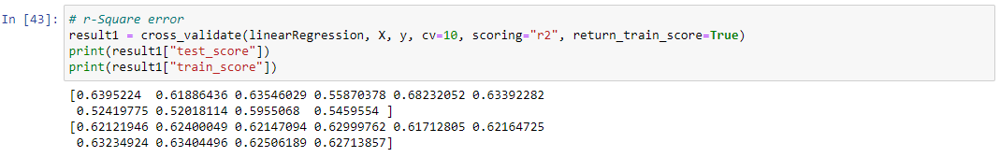 In [43]: # r-Square error
result1 = cross_validate(linearRegression, X, y, cv=10, scoring="r2", return_train_score=True)
print(result1["test_score"])
print(result1["train_score"])
[0.6395224  0.61886436 0.63546029 0.55870378 0.68232052 0.63392282
 0.52419775 0.52018114 0.5955068  0.5459554 ]
[0.62121946 0.62400049 0.62147094 0.62999762 0.61712805 0.62164725
 0.63234924 0.63404496 0.62506189 0.62713857]